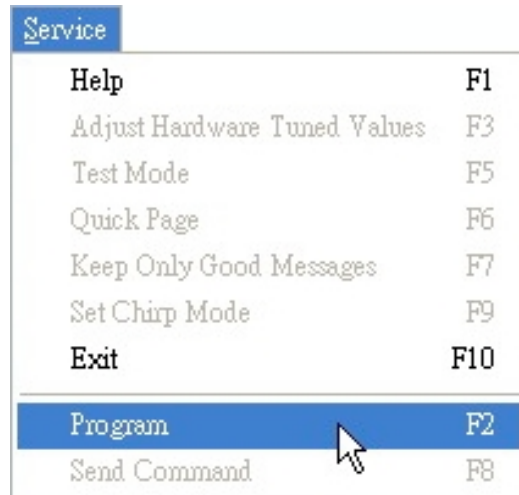 Service
Help F1
Adjust Hardware Tuned Values F3
Test Mode F5
Quick Page F6
Keep Only Good Messages F7
Set Chirp Mode F9
Exit F10
Program F2
Send Command F8